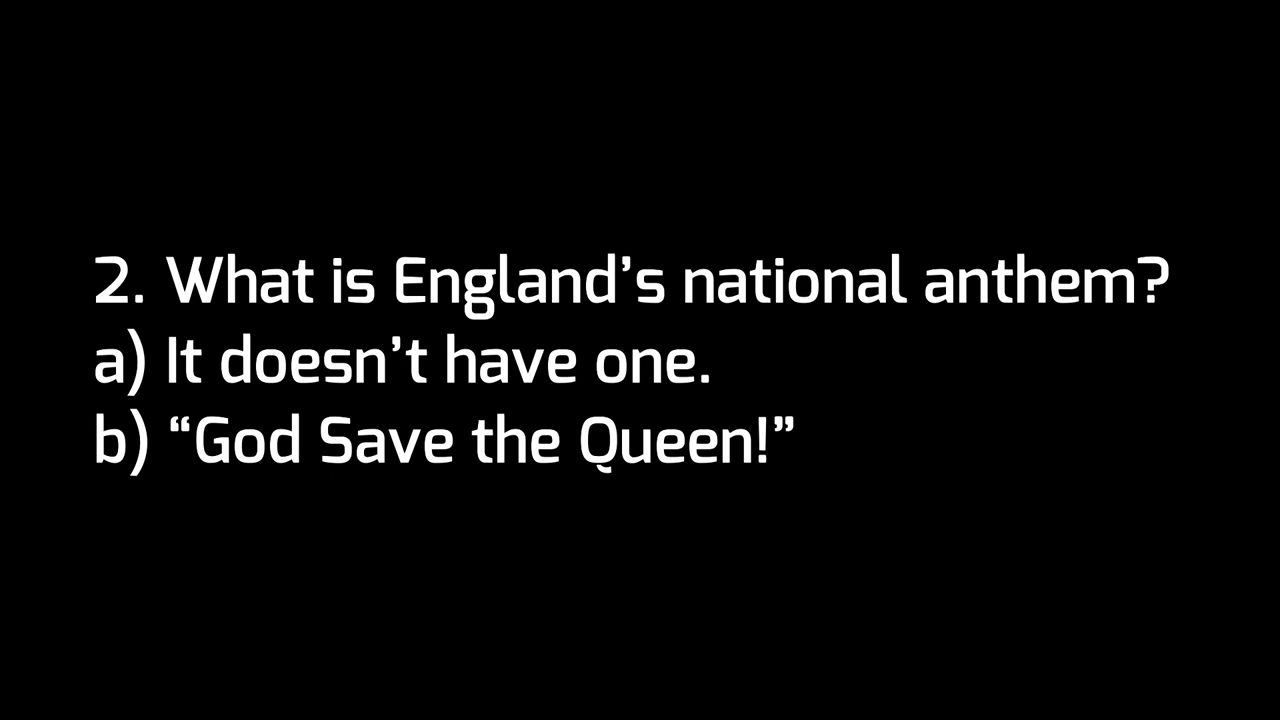 2. What is England’s national anthem?
a) It doesn’t have one.
b) “God Save the Queen!”